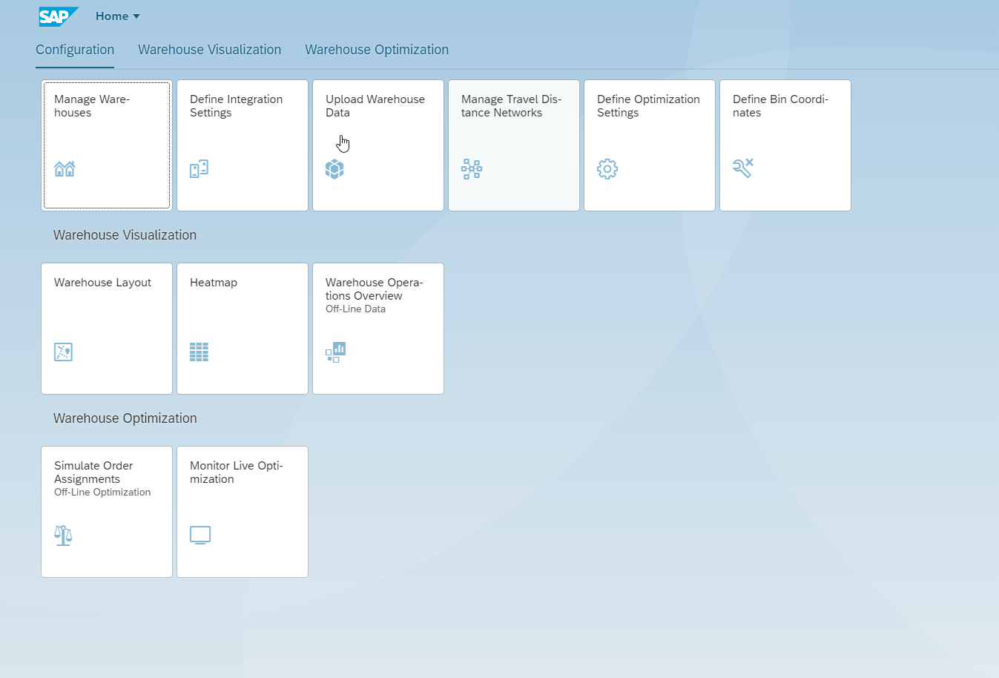 SAP Home
Configuration Warehouse Visualization Warehouse Optimization
Manage Ware-
houses
Define Integration
Settings
Upload Warehouse
Data
Manage Travel Dis-
tance Networks
Define Optimization
Settings
Define Bin Coordi-
nates
Warehouse Visualization
Warehouse Layout
Heatmap
Warehouse Opera-
tions Overview
Off-Line Data
Warehouse Optimization
Simulate Order
Assignments
Off-Line Optimization
Monitor Live Opti-
mization